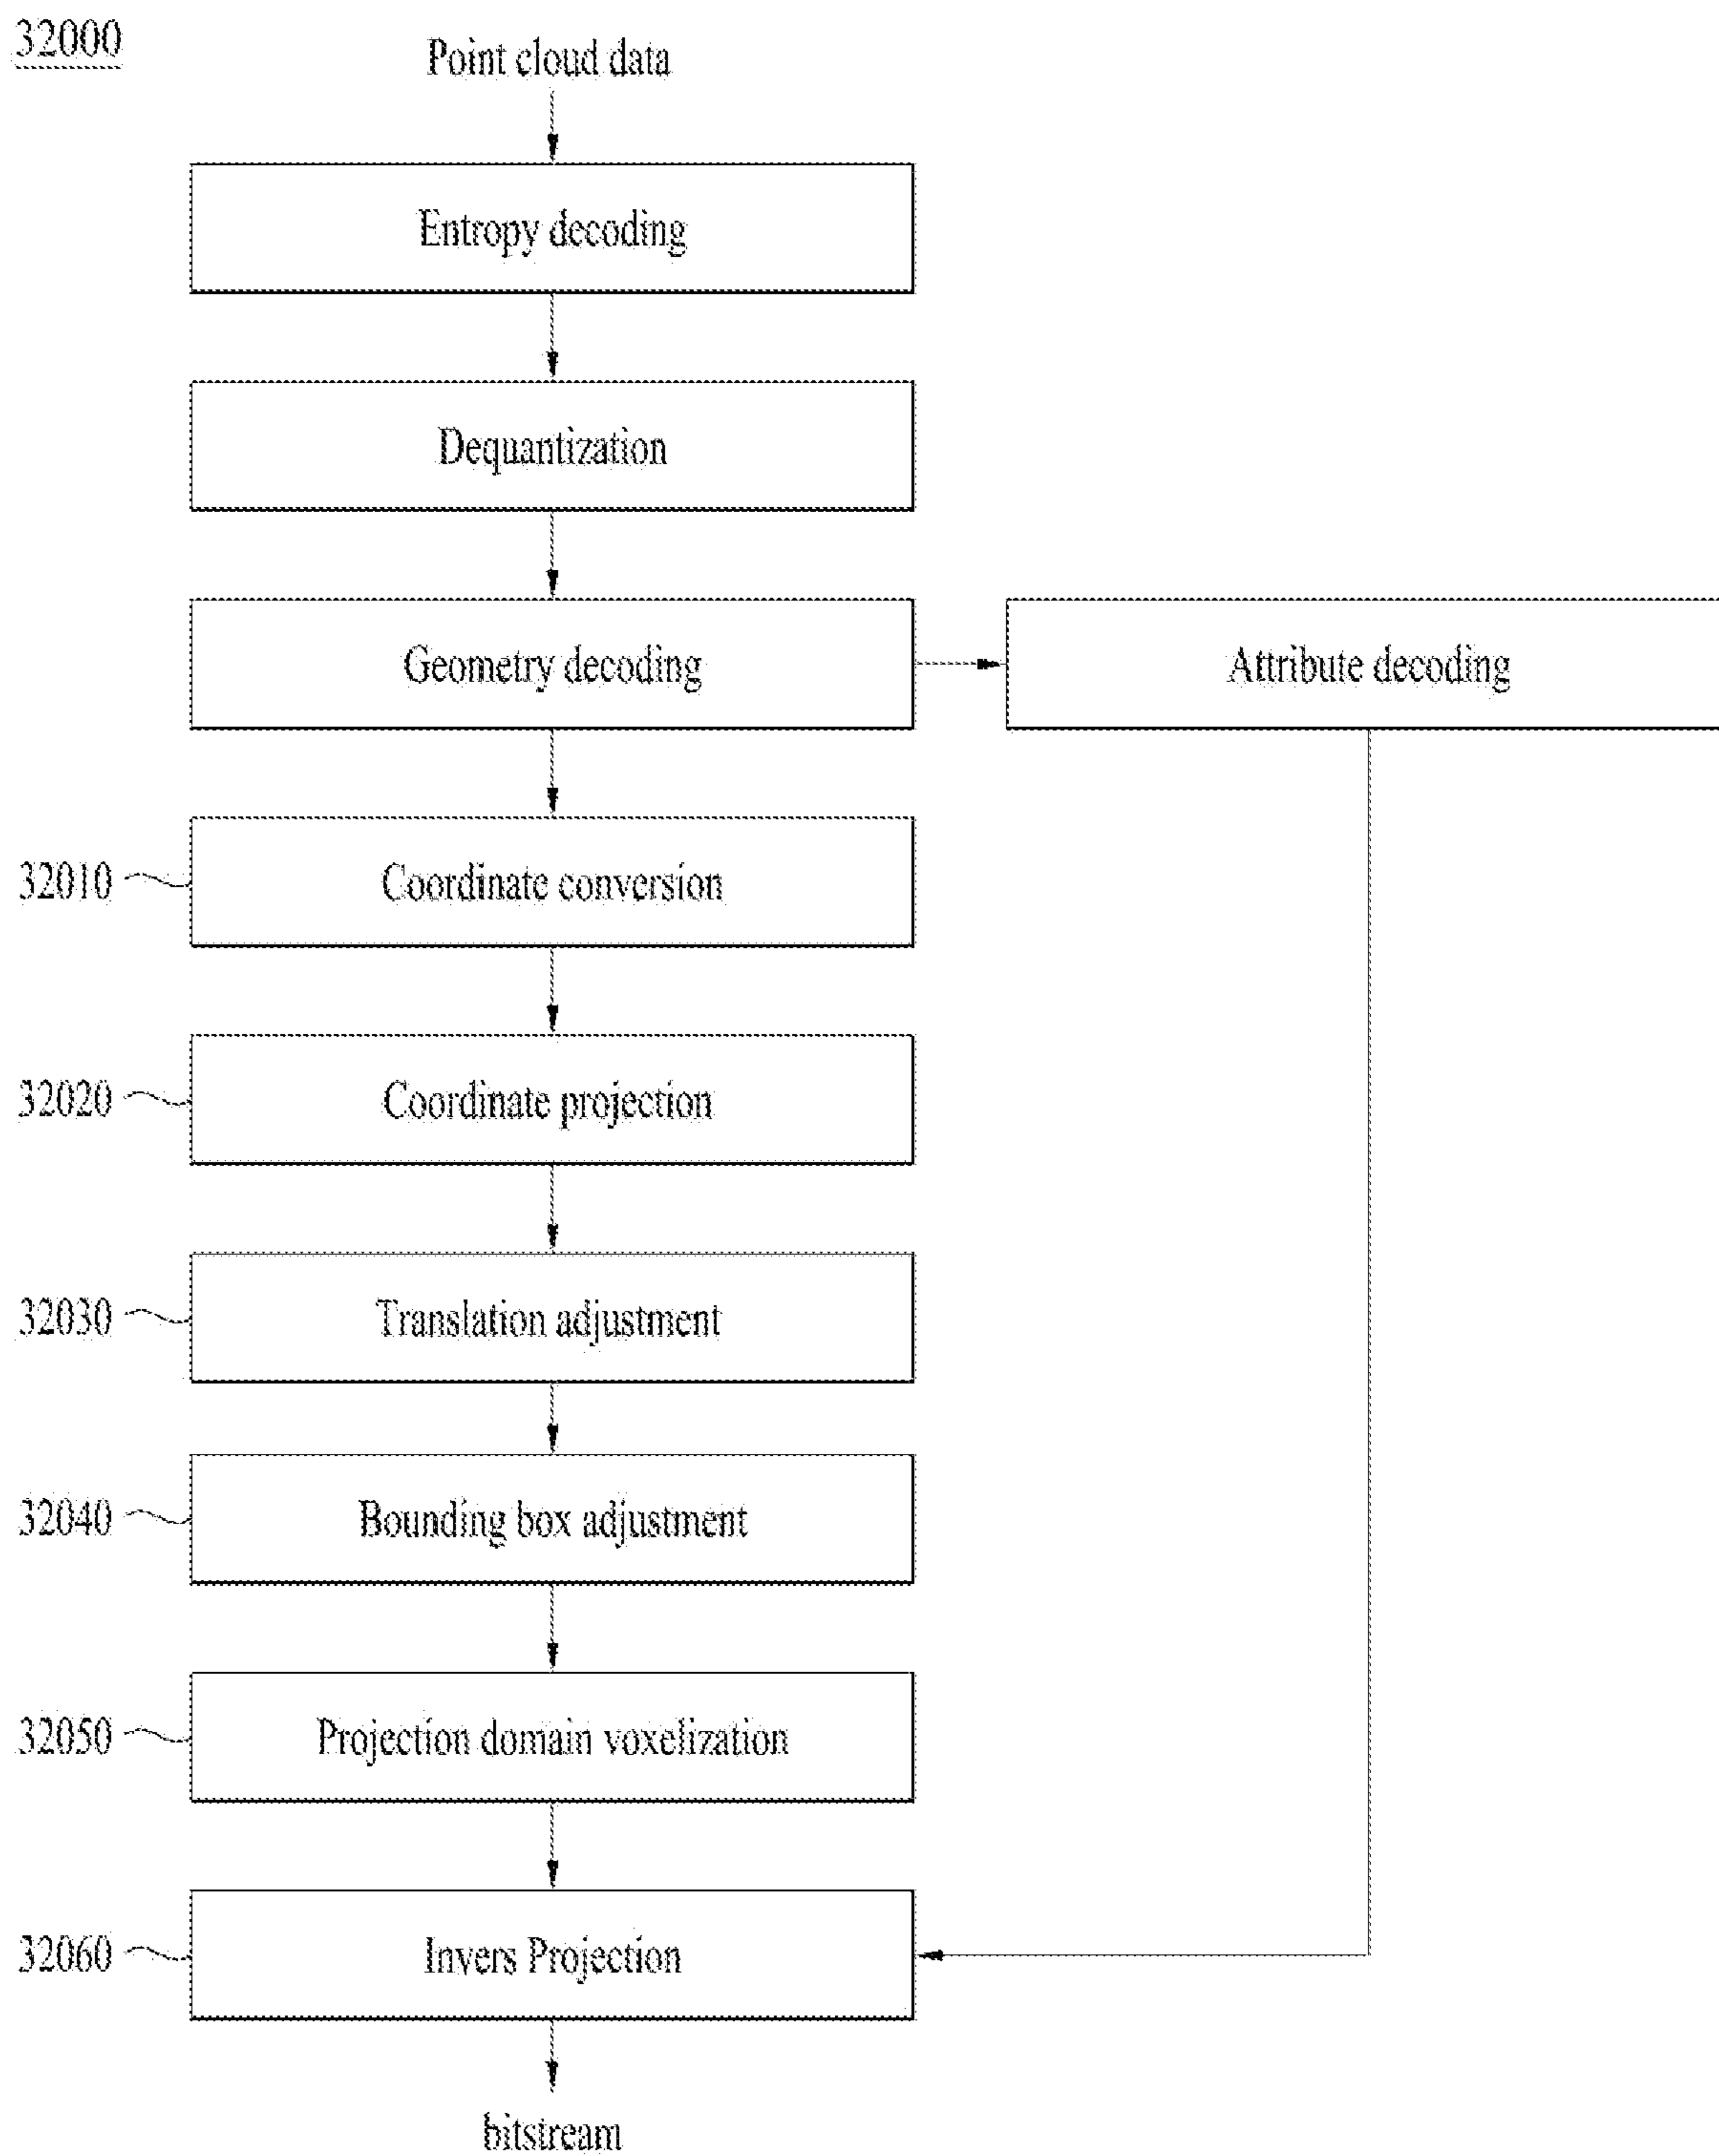 32000
Point cloud data
Entropy decoding
Dequantization
Geometry decoding
Attribute decoding
32010
Coordinate conversion
32020
Coordinate projection
32030
Translation adjustment
32040
Bounding box adjustment
32050
Projection domain voxelization
32060
Invers Projection
bitstream